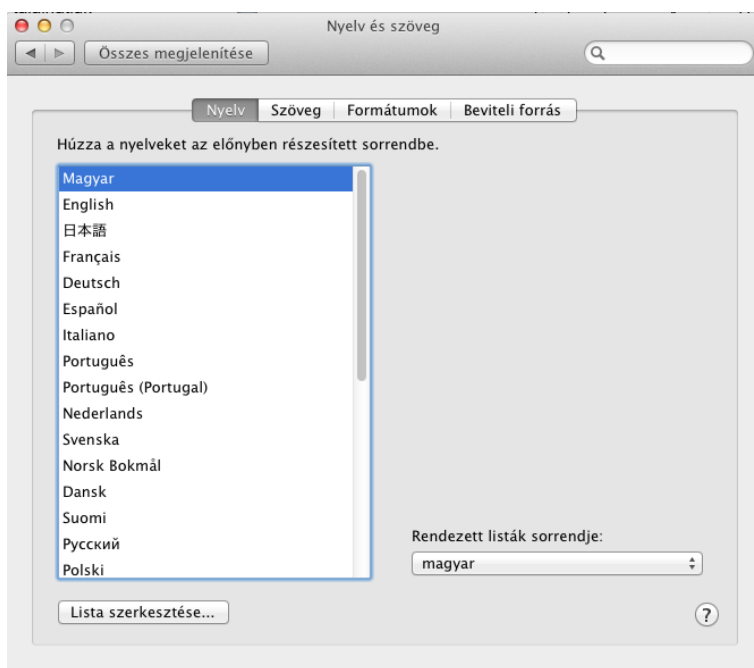 Nyelv és szöveg
Összes megjelenítése
Nyelv Szöveg Formátumok Beviteli forrás
Húzza a nyelveket az előnyben részesített sorrendbe.
Magyar
English
日本語
Français
Deutsch
Español
Italiano
Português
Português (Portugal)
Nederlands
Svenska
Norsk Bokmål
Dansk
Suomi
Русский
Polski
Rendezett listák sorrendje:
magyar
Lista szerkesztése...
?